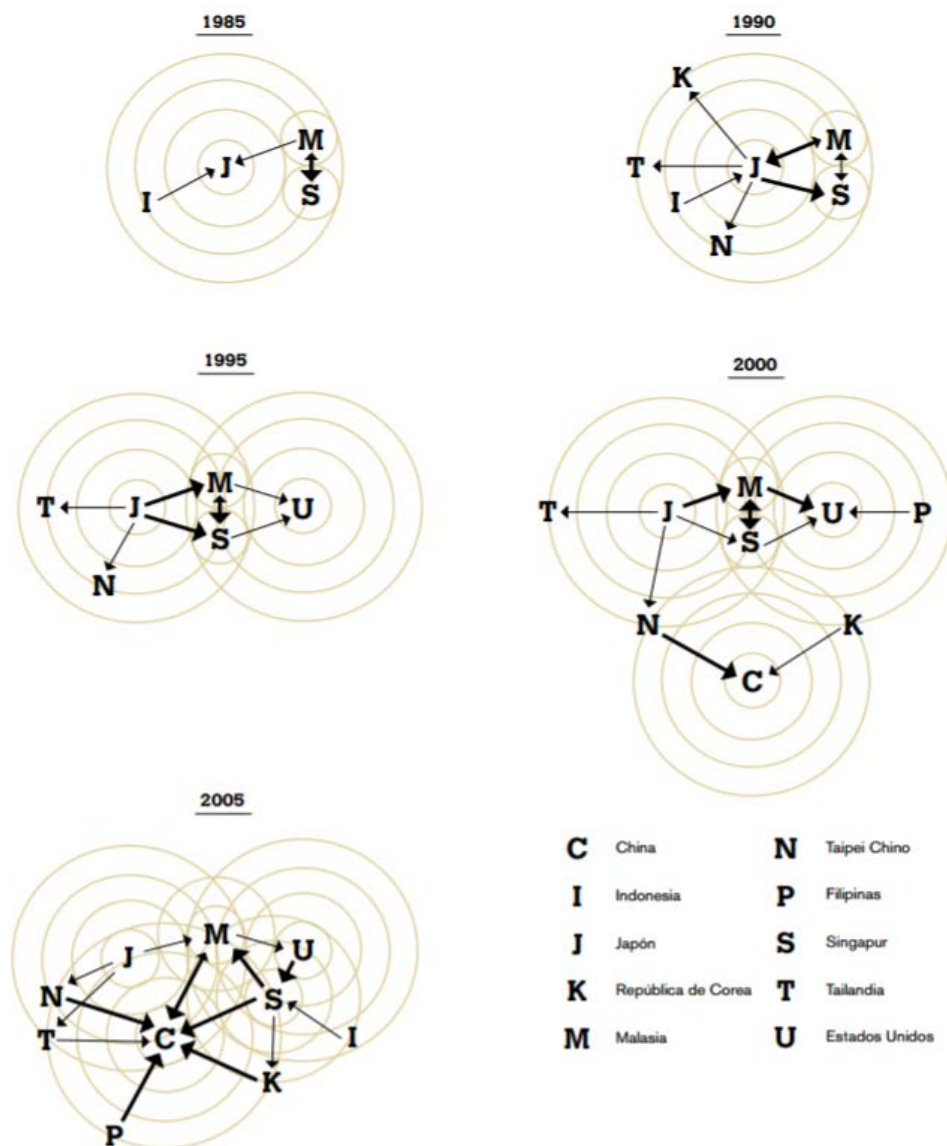 1985
1990
J
M
S
I
K
T
J
M
I
S
N
1995
2000
T
J
M
S
U
N
T
J
M
S
U
P
N
K
C
2005
J
M
U
N
S
T
C
I
K
P
C China
I Indonesia
J Japón
K República de Corea
M Malasia
N Taipei Chino
P Filipinas
S Singapur
T Tailandia
U Estados Unidos